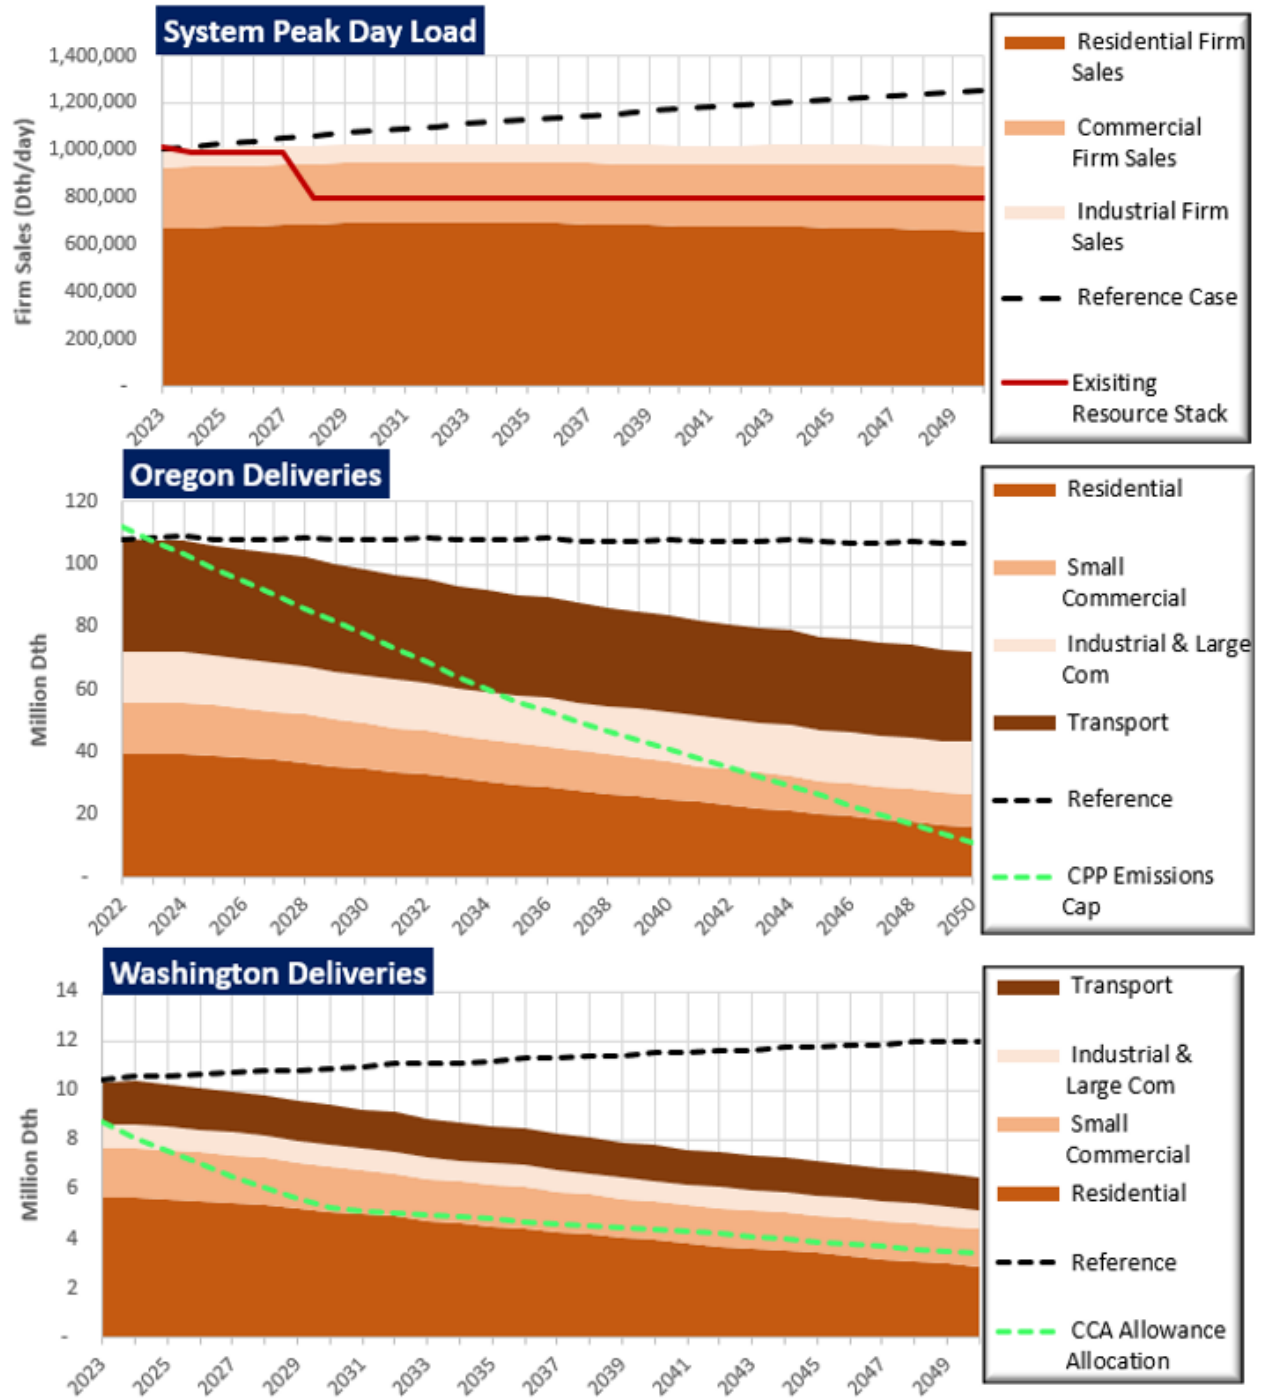 System Peak Day Load
Firm Sales (Dth/day)
1,400,000
1,200,000
1,000,000
800,000
600,000
400,000
200,000
-
2023
2025
2027
2029
2031
2033
2035
2037
2039
2041
2043
2045
2047
2049
Residential Firm
Sales
Commercial
Firm Sales
Industrial Firm
Sales
Reference Case
Exisiting
Resource Stack
Oregon Deliveries
Million Dth
120
100
80
60
40
20
-
2022
2024
2026
2028
2030
2032
2034
2036
2038
2040
2042
2044
2046
2048
2050
Residential
Small
Commercial
Industrial & Large
Com
Transport
Reference
CPP Emissions
Cap
Washington Deliveries
Million Dth
14
12
10
8
6
4
2
-
2023
2025
2027
2029
2031
2033
2035
2037
2039
2041
2043
2045
2047
2049
Transport
Industrial &
Large Com
Small
Commercial
Residential
Reference
CCA Allowance
Allocation